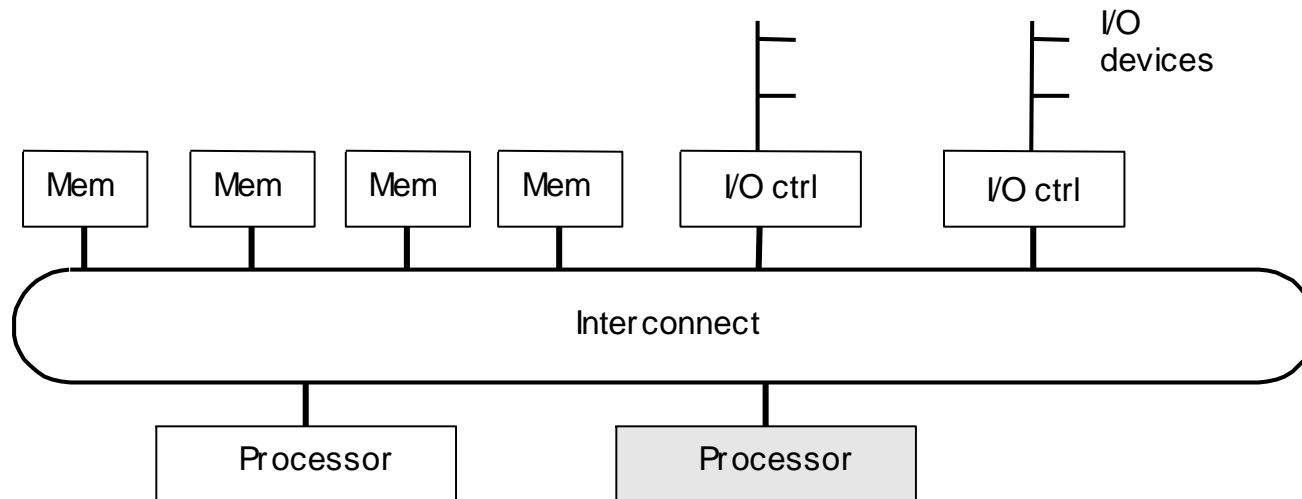 I/O
devices
Mem
Mem
Mem
Mem
I/O ctrl
I/O ctrl
Interconnect
Processor
Processor